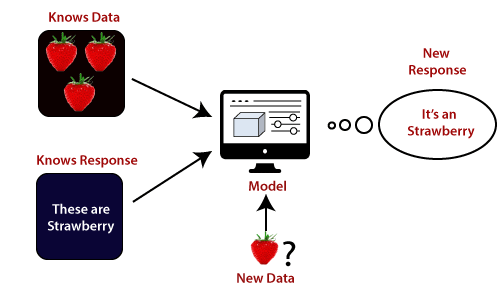 Knows Data
Knows Response
These are
Strawberry
Model
?
New Data
New
Response
It's an
Strawberry